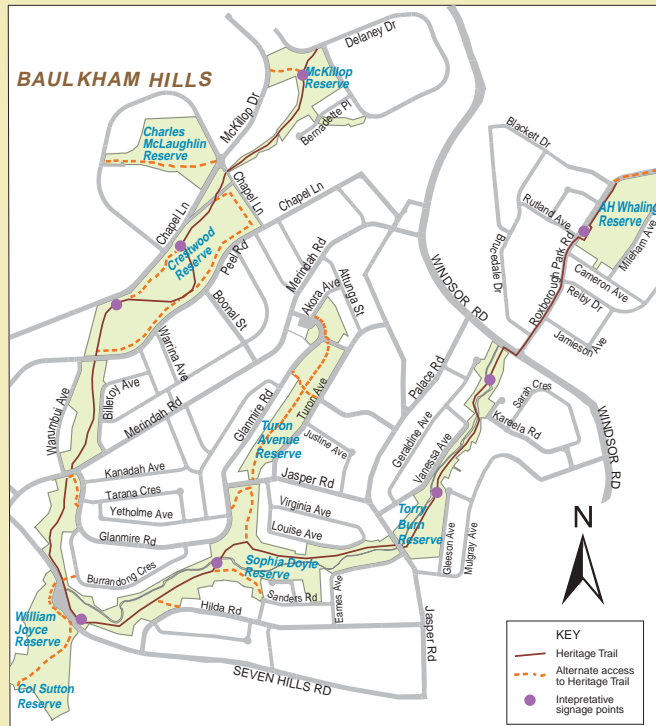 BAULKHAM HILLS
Delaney Dr
McKillop
Reserve
McKillop Dr
Bernadette Pl
Charles
McLaughlin
Reserve
Chapel Ln
Chapel Ln
Chapel Ln
Crestwood
Reserve
Peel Rd
Boonal St
Merindah Rd
Akora Ave
Attunga St
Blackett Dr
Rutland Ave
AH Whaling
Reserve
Mileham Ave
Brucedale Dr
Roxborough Park Rd
Cameron Ave
Reiby Dr
Jamieson Ave
WINDSOR RD
Warrina Ave
Billeroy Ave
Warumbui Ave
Merindah Rd
Glanmire Rd
Turon Ave
Turon
Avenue
Reserve
Justine Ave
Palace Rd
Geraldine Ave
Vanessa Ave
Sarah Cres
Kareela Rd
WINDSOR RD
Kanadah Ave
Tarana Cres
Yetholme Ave
Glanmire Rd
Jasper Rd
Virginia Ave
Louise Ave
Torry
Burn
Reserve
Gleeson Ave
Mulgray Ave
Burrandong Cres
Sophia Doyle
Reserve
Sanders Rd
Eames Ave
Hilda Rd
Jasper Rd
William
Joyce
Reserve
Col Sutton
Reserve
SEVEN HILLS RD
N
KEY
Heritage Trail
Alternate access
to Heritage Trail
Intepretative
signage points